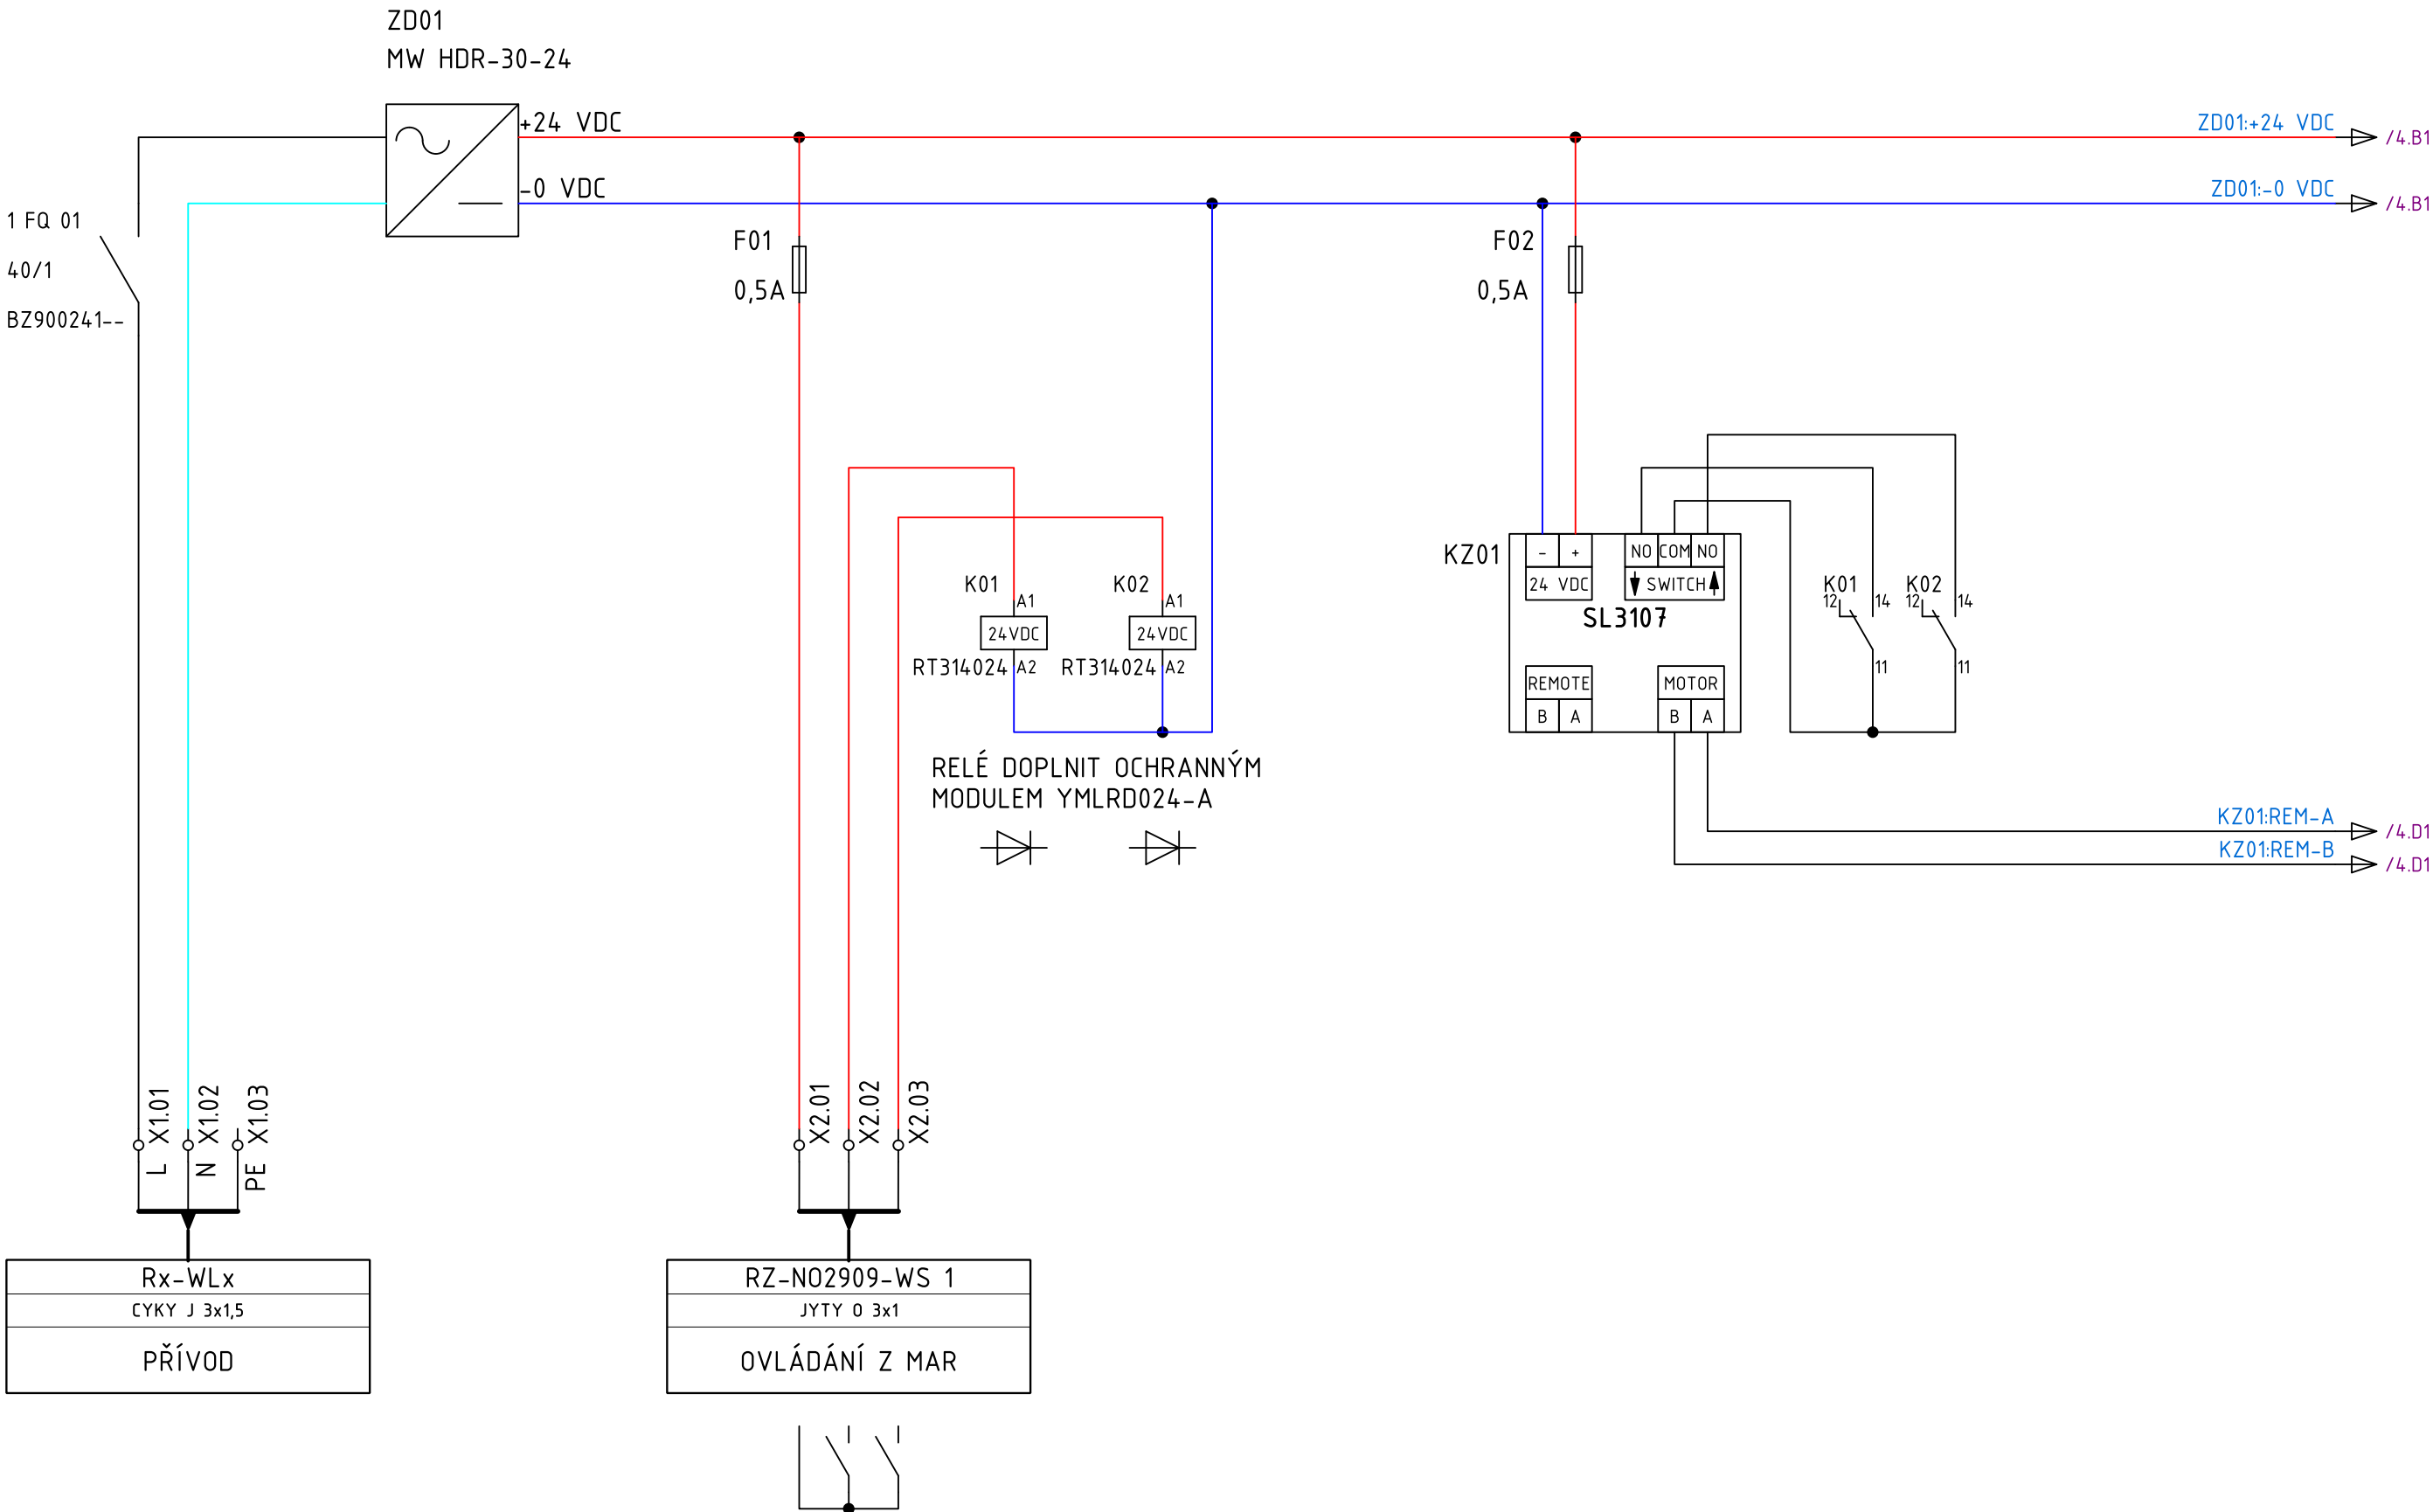 ZD01
MW HDR-30-24
+24 VDC
-0 VDC
ZD01:+24 VDC
/4.B1
ZD01:-0 VDC
/4.B1
1 FQ 01
40/1
BZ900241--
F01
0,5A
F02
0,5A
K01
A1
24VDC
RT314024
A2
K02
A1
24VDC
RT314024
A2
RELÉ DOPLNIT OCHRANNÝM
MODULEM YMLRD024-A
KZ01
- +
24 VDC
NO COM NO
SWITCH
SL3107
REMOTE
B A
MOTOR
B A
K01
12
14
11
K02
12
14
11
KZ01:REM-A
/4.D1
KZ01:REM-B
/4.D1
X1.01
X1.02
X1.03
L
N
PE
X2.01
X2.02
X2.03
Rx-WLx
CYKY J 3x1,5
PŘÍVOD
RZ-NO2909-WS 1
JYTY O 3x1
OVLÁDÁNÍ Z MAR